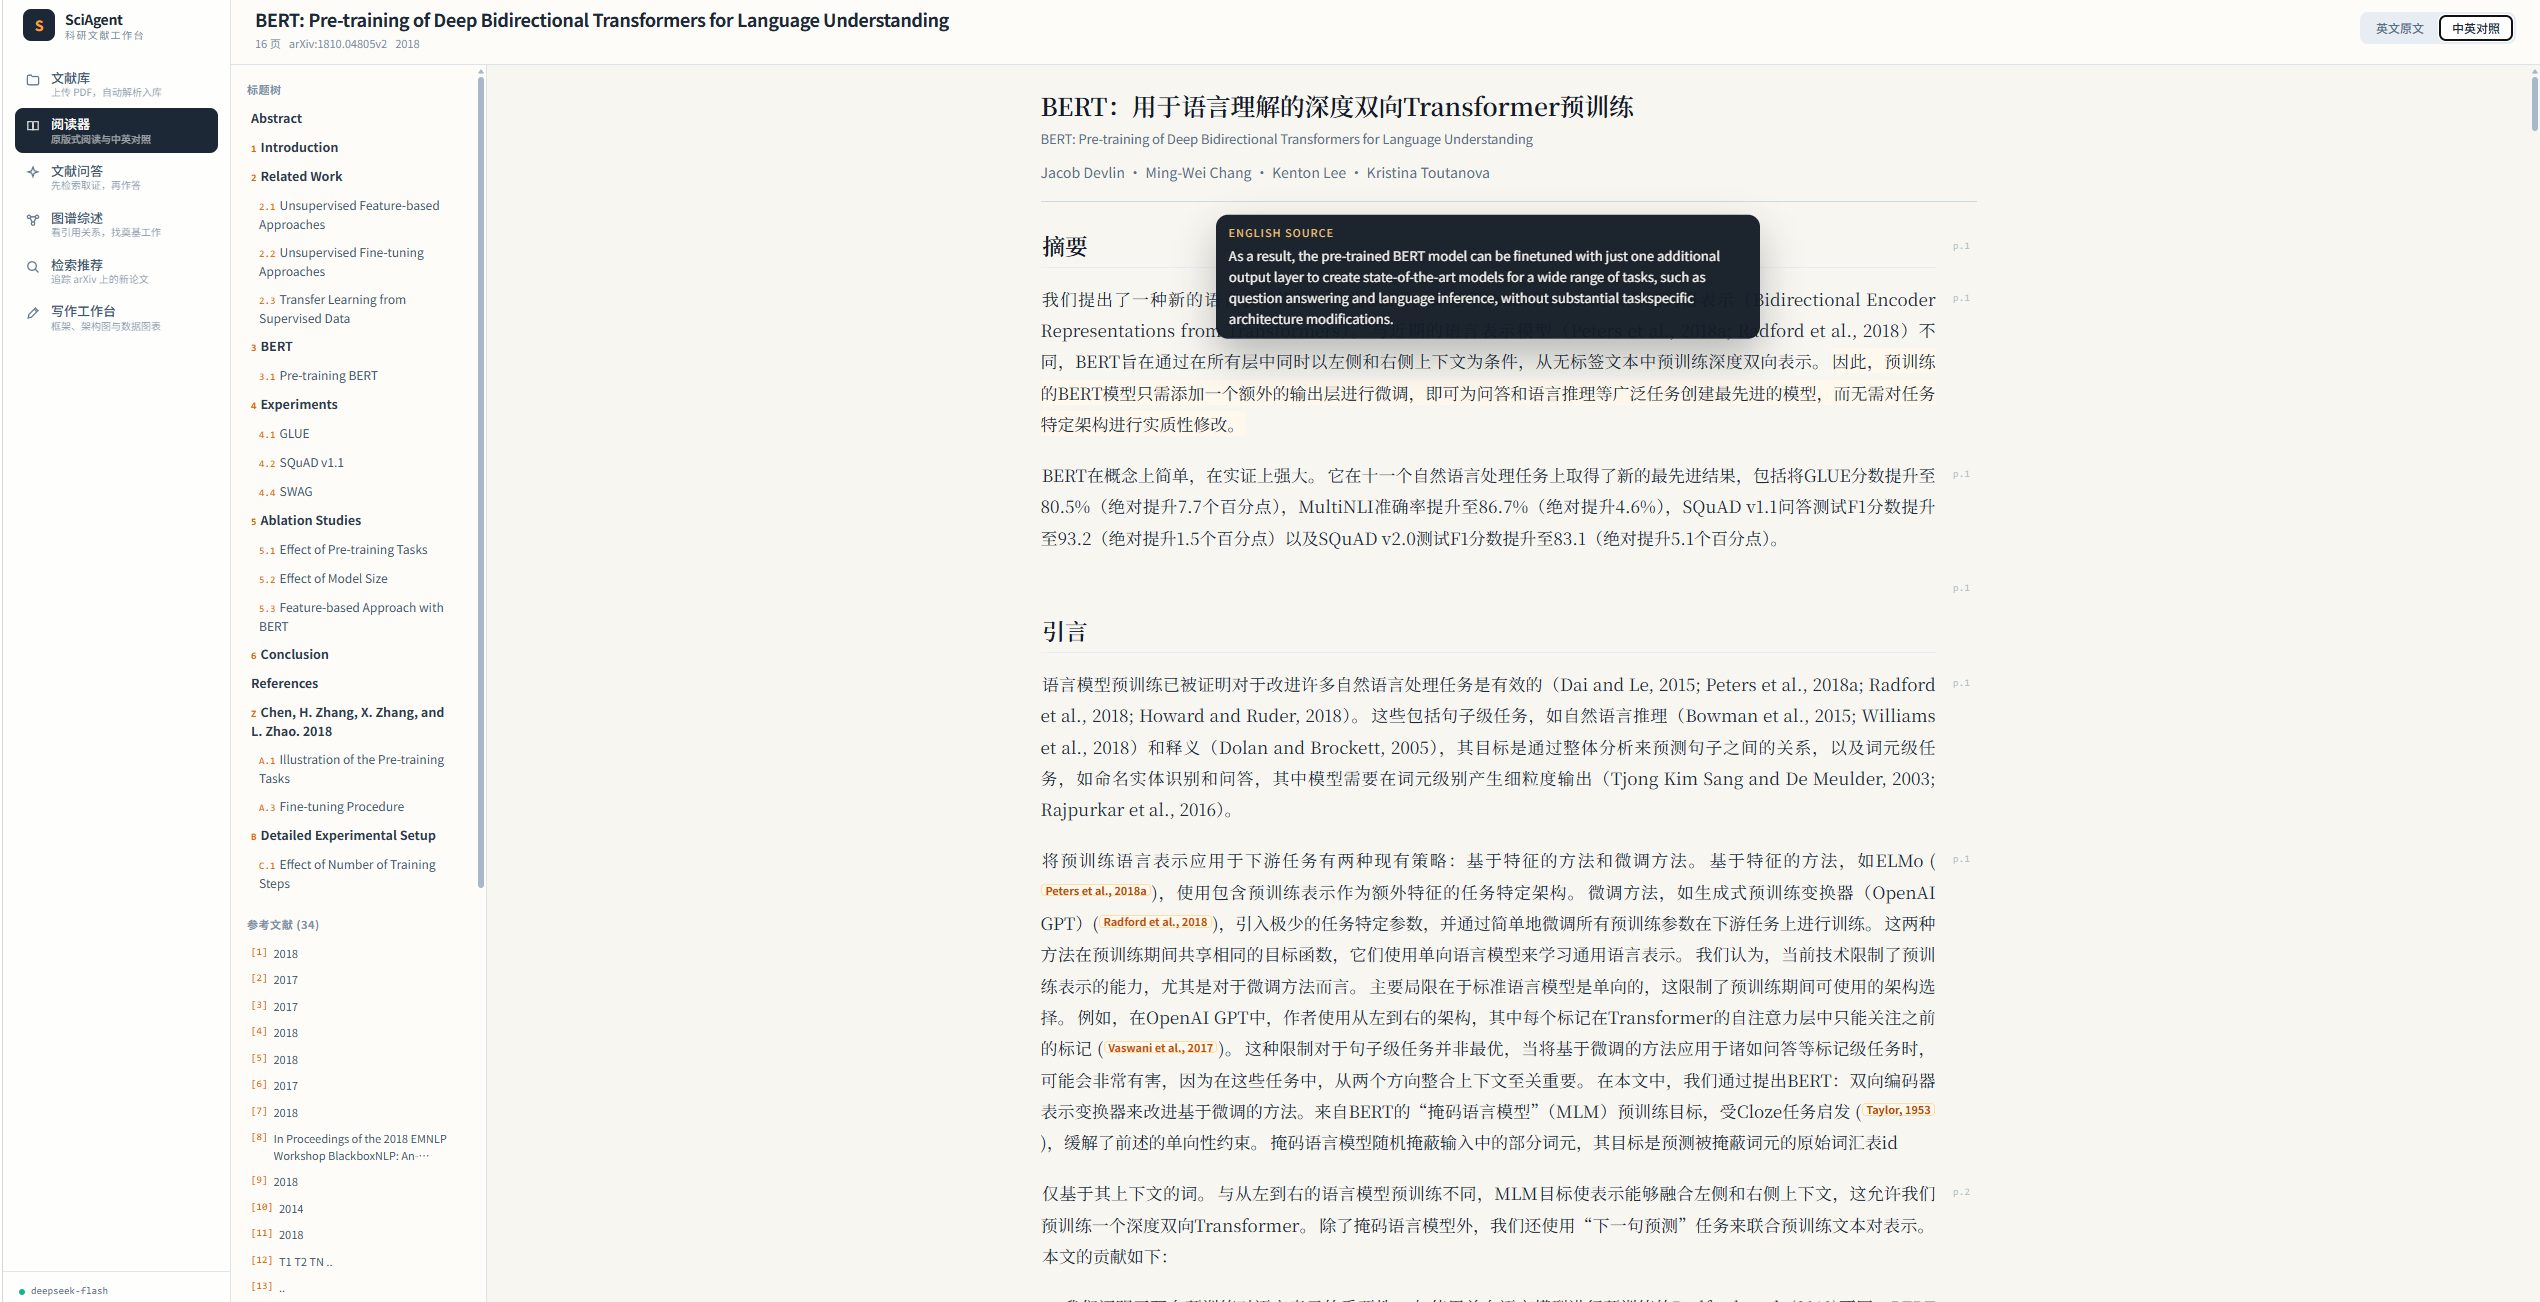 SciAgent
科研文献工作台
文献库
上传 PDF，自动解析入库
阅读器
原版式阅读与中英对照
文献问答
先检索取证，再作答
图谱综述
看引用关系，找奠基工作
检索推荐
追踪 arXiv 上的新论文
写作工作台
框架、架构图与数据图表
deepseek-flash
BERT: Pre-training of Deep Bidirectional Transformers for Language Understanding
16 页 arXiv:1810.04805v2 2018
英文原文
中英对照
标题树
Abstract
1 Introduction
2 Related Work
2.1 Unsupervised Feature-based
Approaches
2.2 Unsupervised Fine-tuning
Approaches
2.3 Transfer Learning from
Supervised Data
3 BERT
3.1 Pre-training BERT
4 Experiments
4.1 GLUE
4.2 SQuAD v1.1
4.4 SWAG
5 Ablation Studies
5.1 Effect of Pre-training Tasks
5.2 Effect of Model Size
5.3 Feature-based Approach with
BERT
6 Conclusion
References
Z Chen, H. Zhang, X. Zhang, and
L. Zhao. 2018
A.1 Illustration of the Pre-training
Tasks
A.3 Fine-tuning Procedure
B Detailed Experimental Setup
C.1 Effect of Number of Training
Steps
参考文献 (34)
[1] 2018
[2] 2017
[3] 2017
[4] 2018
[5] 2018
[6] 2017
[7] 2018
[8] In Proceedings of the 2018 EMNLP
Workshop BlackboxNLP: An-…
[9] 2018
[10] 2014
[11] 2018
[12] T1 T2 TN ..
[13] ..
BERT：用于语言理解的深度双向Transformer预训练
BERT: Pre-training of Deep Bidirectional Transformers for Language Understanding
Jacob Devlin • Ming-Wei Chang • Kenton Lee • Kristina Toutanova
摘要
p.1
ENGLISH SOURCE
As a result, the pre-trained BERT model can be finetuned with just one additional
output layer to create state-of-the-art models for a wide range of tasks, such as
question answering and language inference, without substantial taskspecific
architecture modifications.
我们提出了一种新的语 表示（Bidirectional Encoder
p.1
Representations from Transformers）。与近期的语言表示模型（Peters et al., 2018a; Radford et al., 2018）不
同，BERT旨在通过在所有层中同时以左侧和右侧上下文为条件，从无标签文本中预训练深度双向表示。 因此，预训练
的BERT模型只需添加一个额外的输出层进行微调，即可为问答和语言推理等广泛任务创建最先进的模型，而无需对任务
特定架构进行实质性修改。
BERT在概念上简单，在实证上强大。 它在十一个自然语言处理任务上取得了新的最先进结果，包括将GLUE分数提升至
p.1
80.5%（绝对提升7.7个百分点），MultiNLI准确率提升至86.7%（绝对提升4.6%），SQuAD v1.1问答测试F1分数提升
至93.2（绝对提升1.5个百分点）以及SQuAD v2.0测试F1分数提升至83.1（绝对提升5.1个百分点）。
p.1
引言
语言模型预训练已被证明对于改进许多自然语言处理任务是有效的（Dai and Le, 2015; Peters et al., 2018a; Radford
p.1
et al., 2018; Howard and Ruder, 2018）。 这些包括句子级任务，如自然语言推理（Bowman et al., 2015; Williams
et al., 2018）和释义（Dolan and Brockett, 2005），其目标是通过整体分析来预测句子之间的关系，以及词元级任
务，如命名实体识别和问答，其中模型需要在词元级别产生细粒度输出（Tjong Kim Sang and De Meulder, 2003;
Rajpurkar et al., 2016）。
将预训练语言表示应用于下游任务有两种现有策略：基于特征的方法和微调方法。 基于特征的方法，如ELMo (
p.1
Peters et al., 2018a )，使用包含预训练表示作为额外特征的任务特定架构。 微调方法，如生成式预训练变换器（OpenAI
GPT）( Radford et al., 2018 )，引入极少的任务特定参数，并通过简单地微调所有预训练参数在下游任务上进行训练。 这两种
方法在预训练期间共享相同的目标函数，它们使用单向语言模型来学习通用语言表示。 我们认为，当前技术限制了预训
练表示的能力，尤其是对于微调方法而言。 主要局限在于标准语言模型是单向的，这限制了预训练期间可使用的架构选
择。 例如，在OpenAI GPT中，作者使用从左到右的架构，其中每个标记在Transformer的自注意力层中只能关注之前
的标记 ( Vaswani et al., 2017 )。 这种限制对于句子级任务并非最优，当将基于微调的方法应用于诸如问答等标记级任务时，
可能会非常有害，因为在这些任务中，从两个方向整合上下文至关重要。 在本文中，我们通过提出BERT：双向编码器
表示变换器来改进基于微调的方法。来自BERT的“掩码语言模型”（MLM）预训练目标，受Cloze任务启发 ( Taylor, 1953
)，缓解了前述的单向性约束。 掩码语言模型随机掩蔽输入中的部分词元，其目标是预测被掩蔽词元的原始词汇表id
仅基于其上下文的词。 与从左到右的语言模型预训练不同，MLM目标使表示能够融合左侧和右侧上下文，这允许我们
p.2
预训练一个深度双向Transformer。 除了掩码语言模型外，我们还使用“下一句预测”任务来联合预训练文本对表示。
本文的贡献如下：